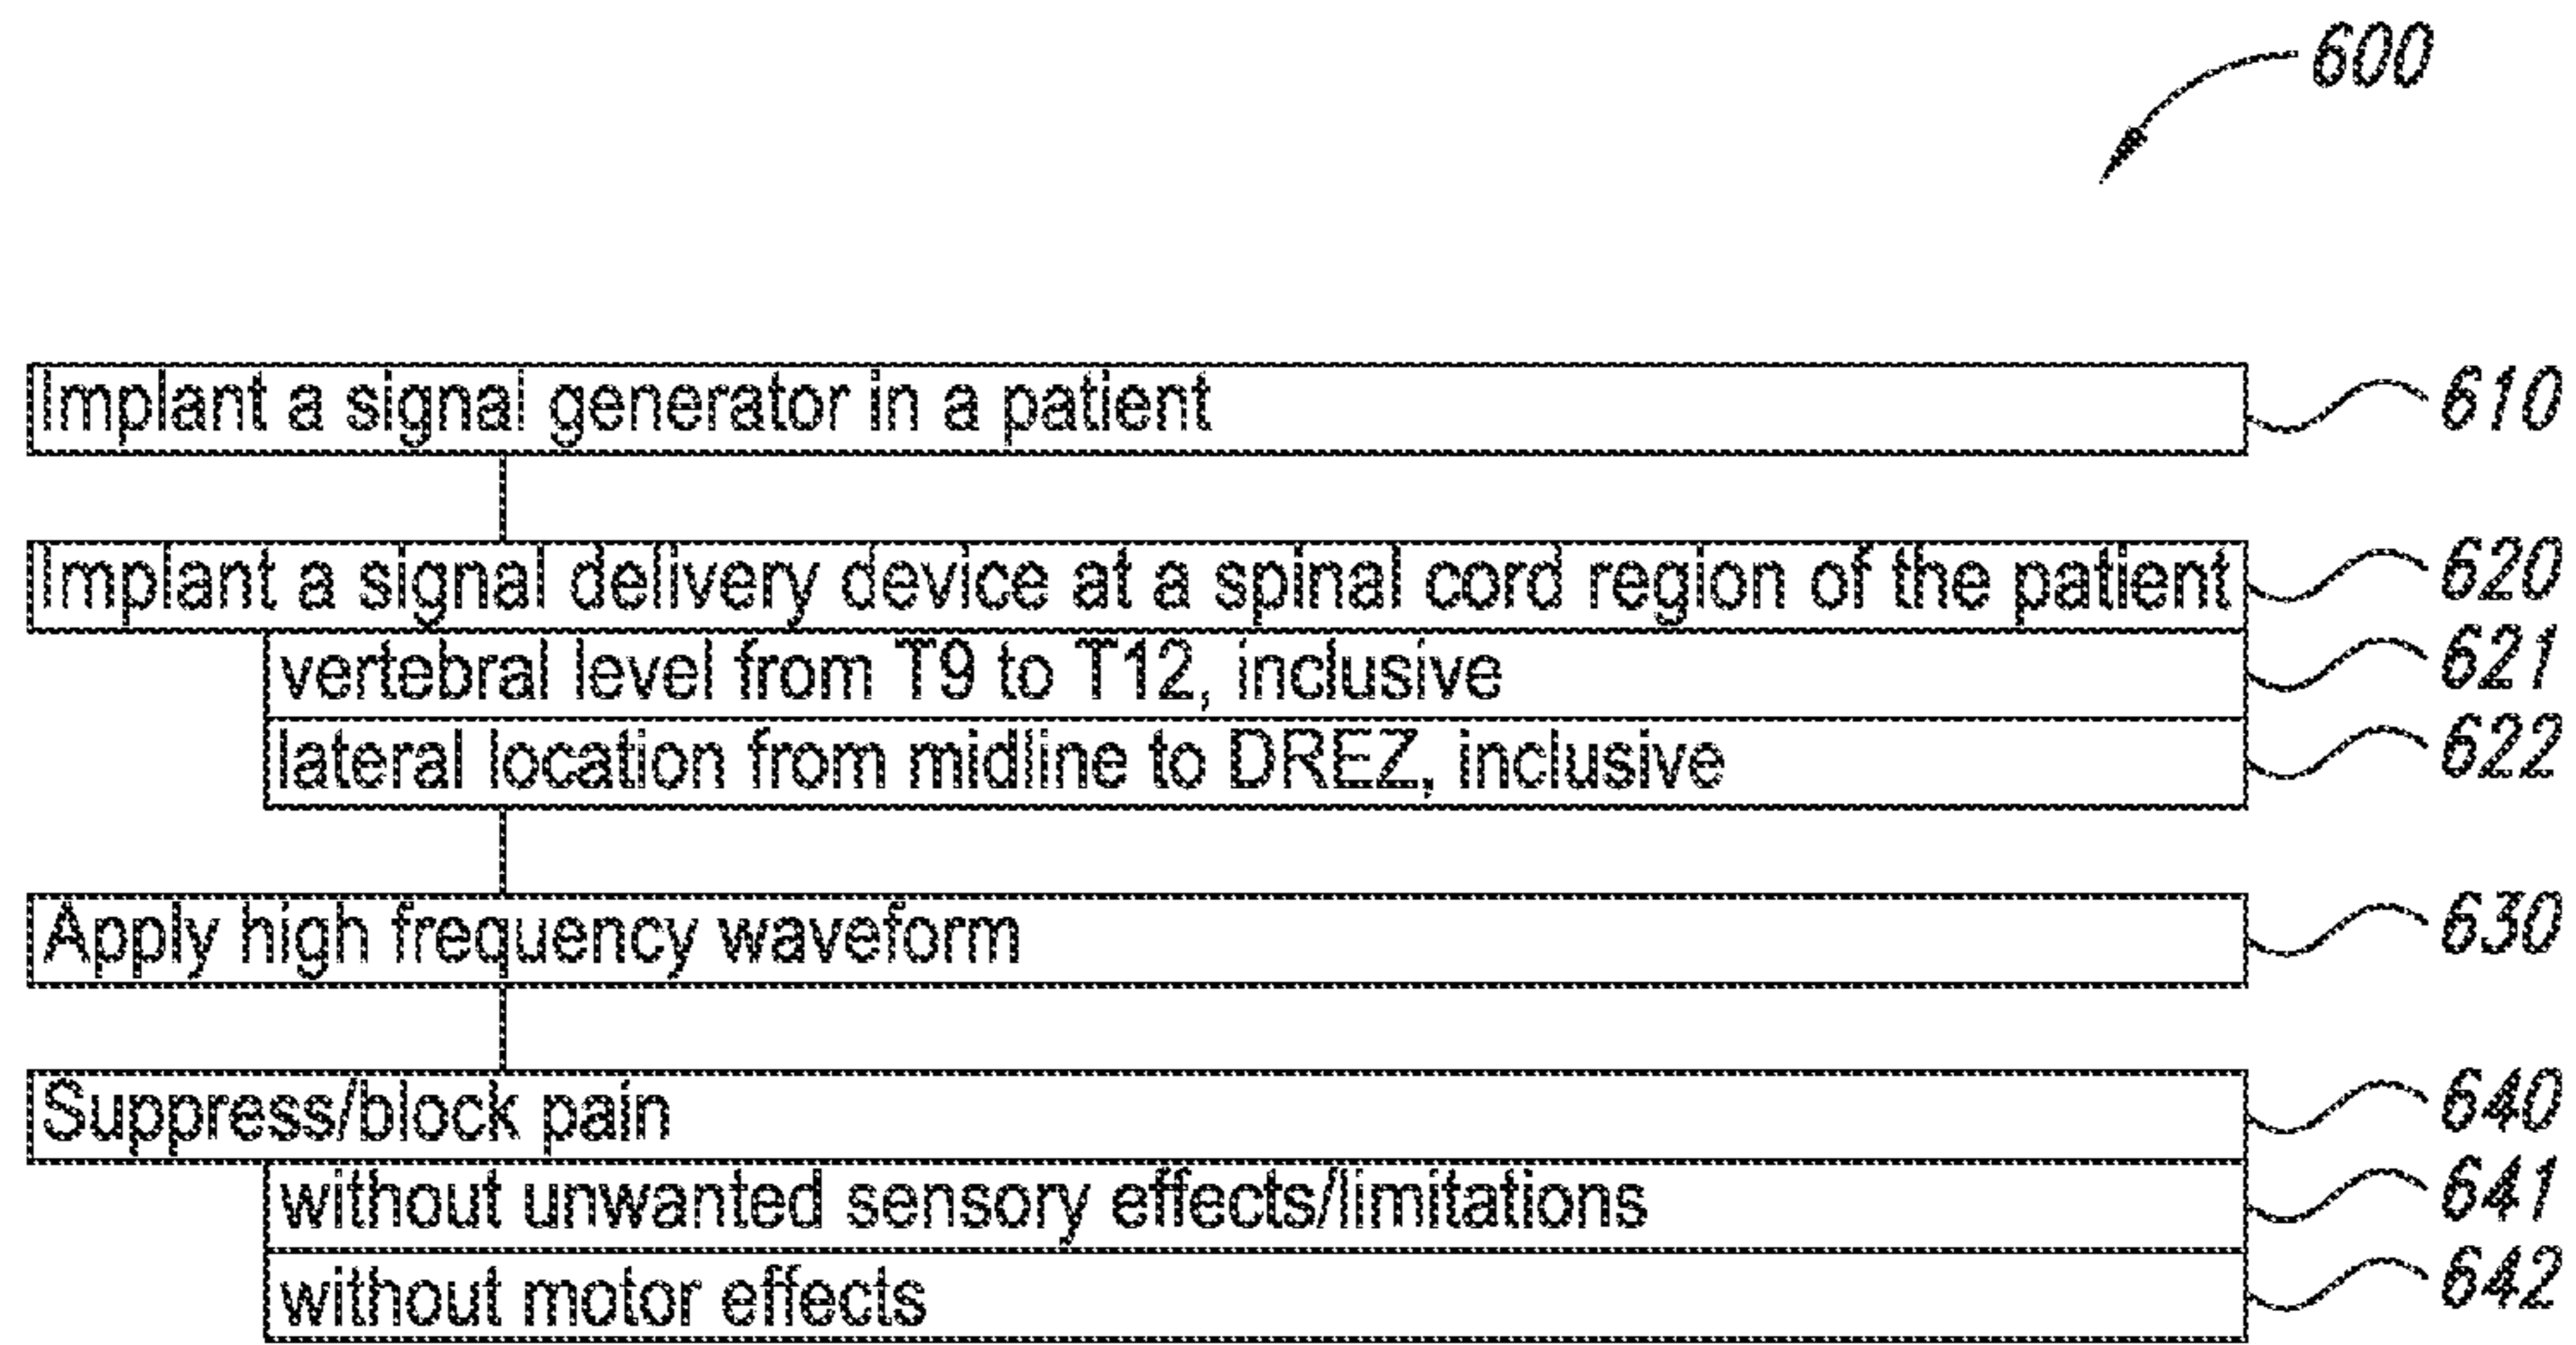 600
Implant a signal generator in a patient 610
Implant a signal delivery device at a spinal cord region of the patient 620
vertebral level from T9 to T12, inclusive 621
lateral location from midline to DREZ, inclusive 622
Apply high frequency waveform 630
Suppress/block pain 640
without unwanted sensory effects/limitations 641
without motor effects 642